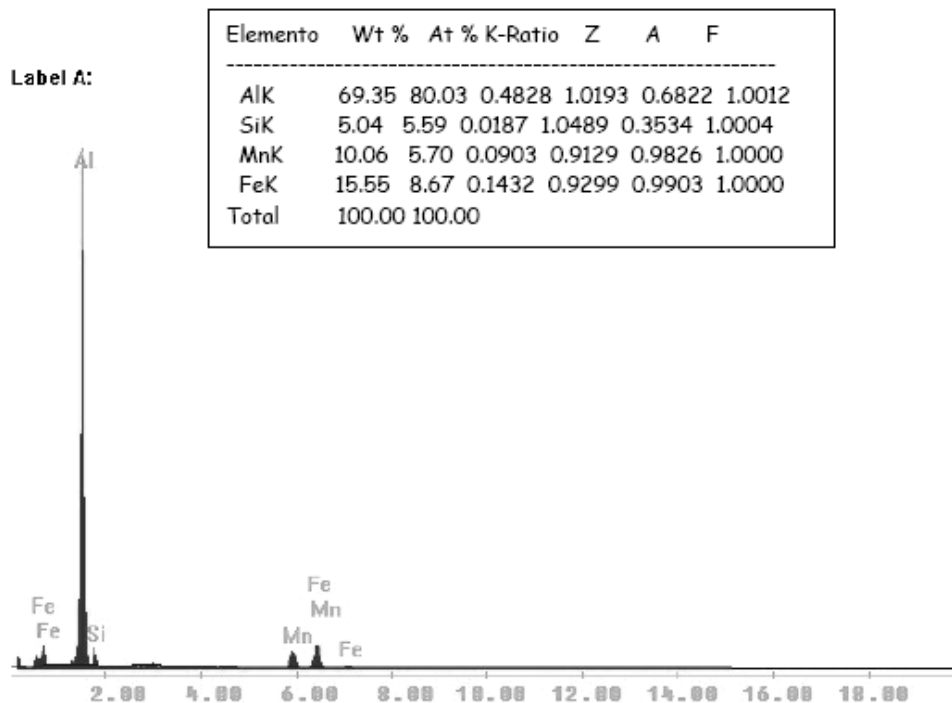 Elemento Wt % At % K-Ratio Z A F
-------------------------------------------------------------
Label A:
AlK 69.35 80.03 0.4828 1.0193 0.6822 1.0012
SiK 5.04 5.59 0.0187 1.0489 0.3534 1.0004
MnK 10.06 5.70 0.0903 0.9129 0.9826 1.0000
FeK 15.55 8.67 0.1432 0.9299 0.9903 1.0000
Total 100.00 100.00
Al
Fe
Fe
Si
Fe
Mn
Mn
Fe
2.00 4.00 6.00 8.00 10.00 12.00 14.00 16.00 18.00